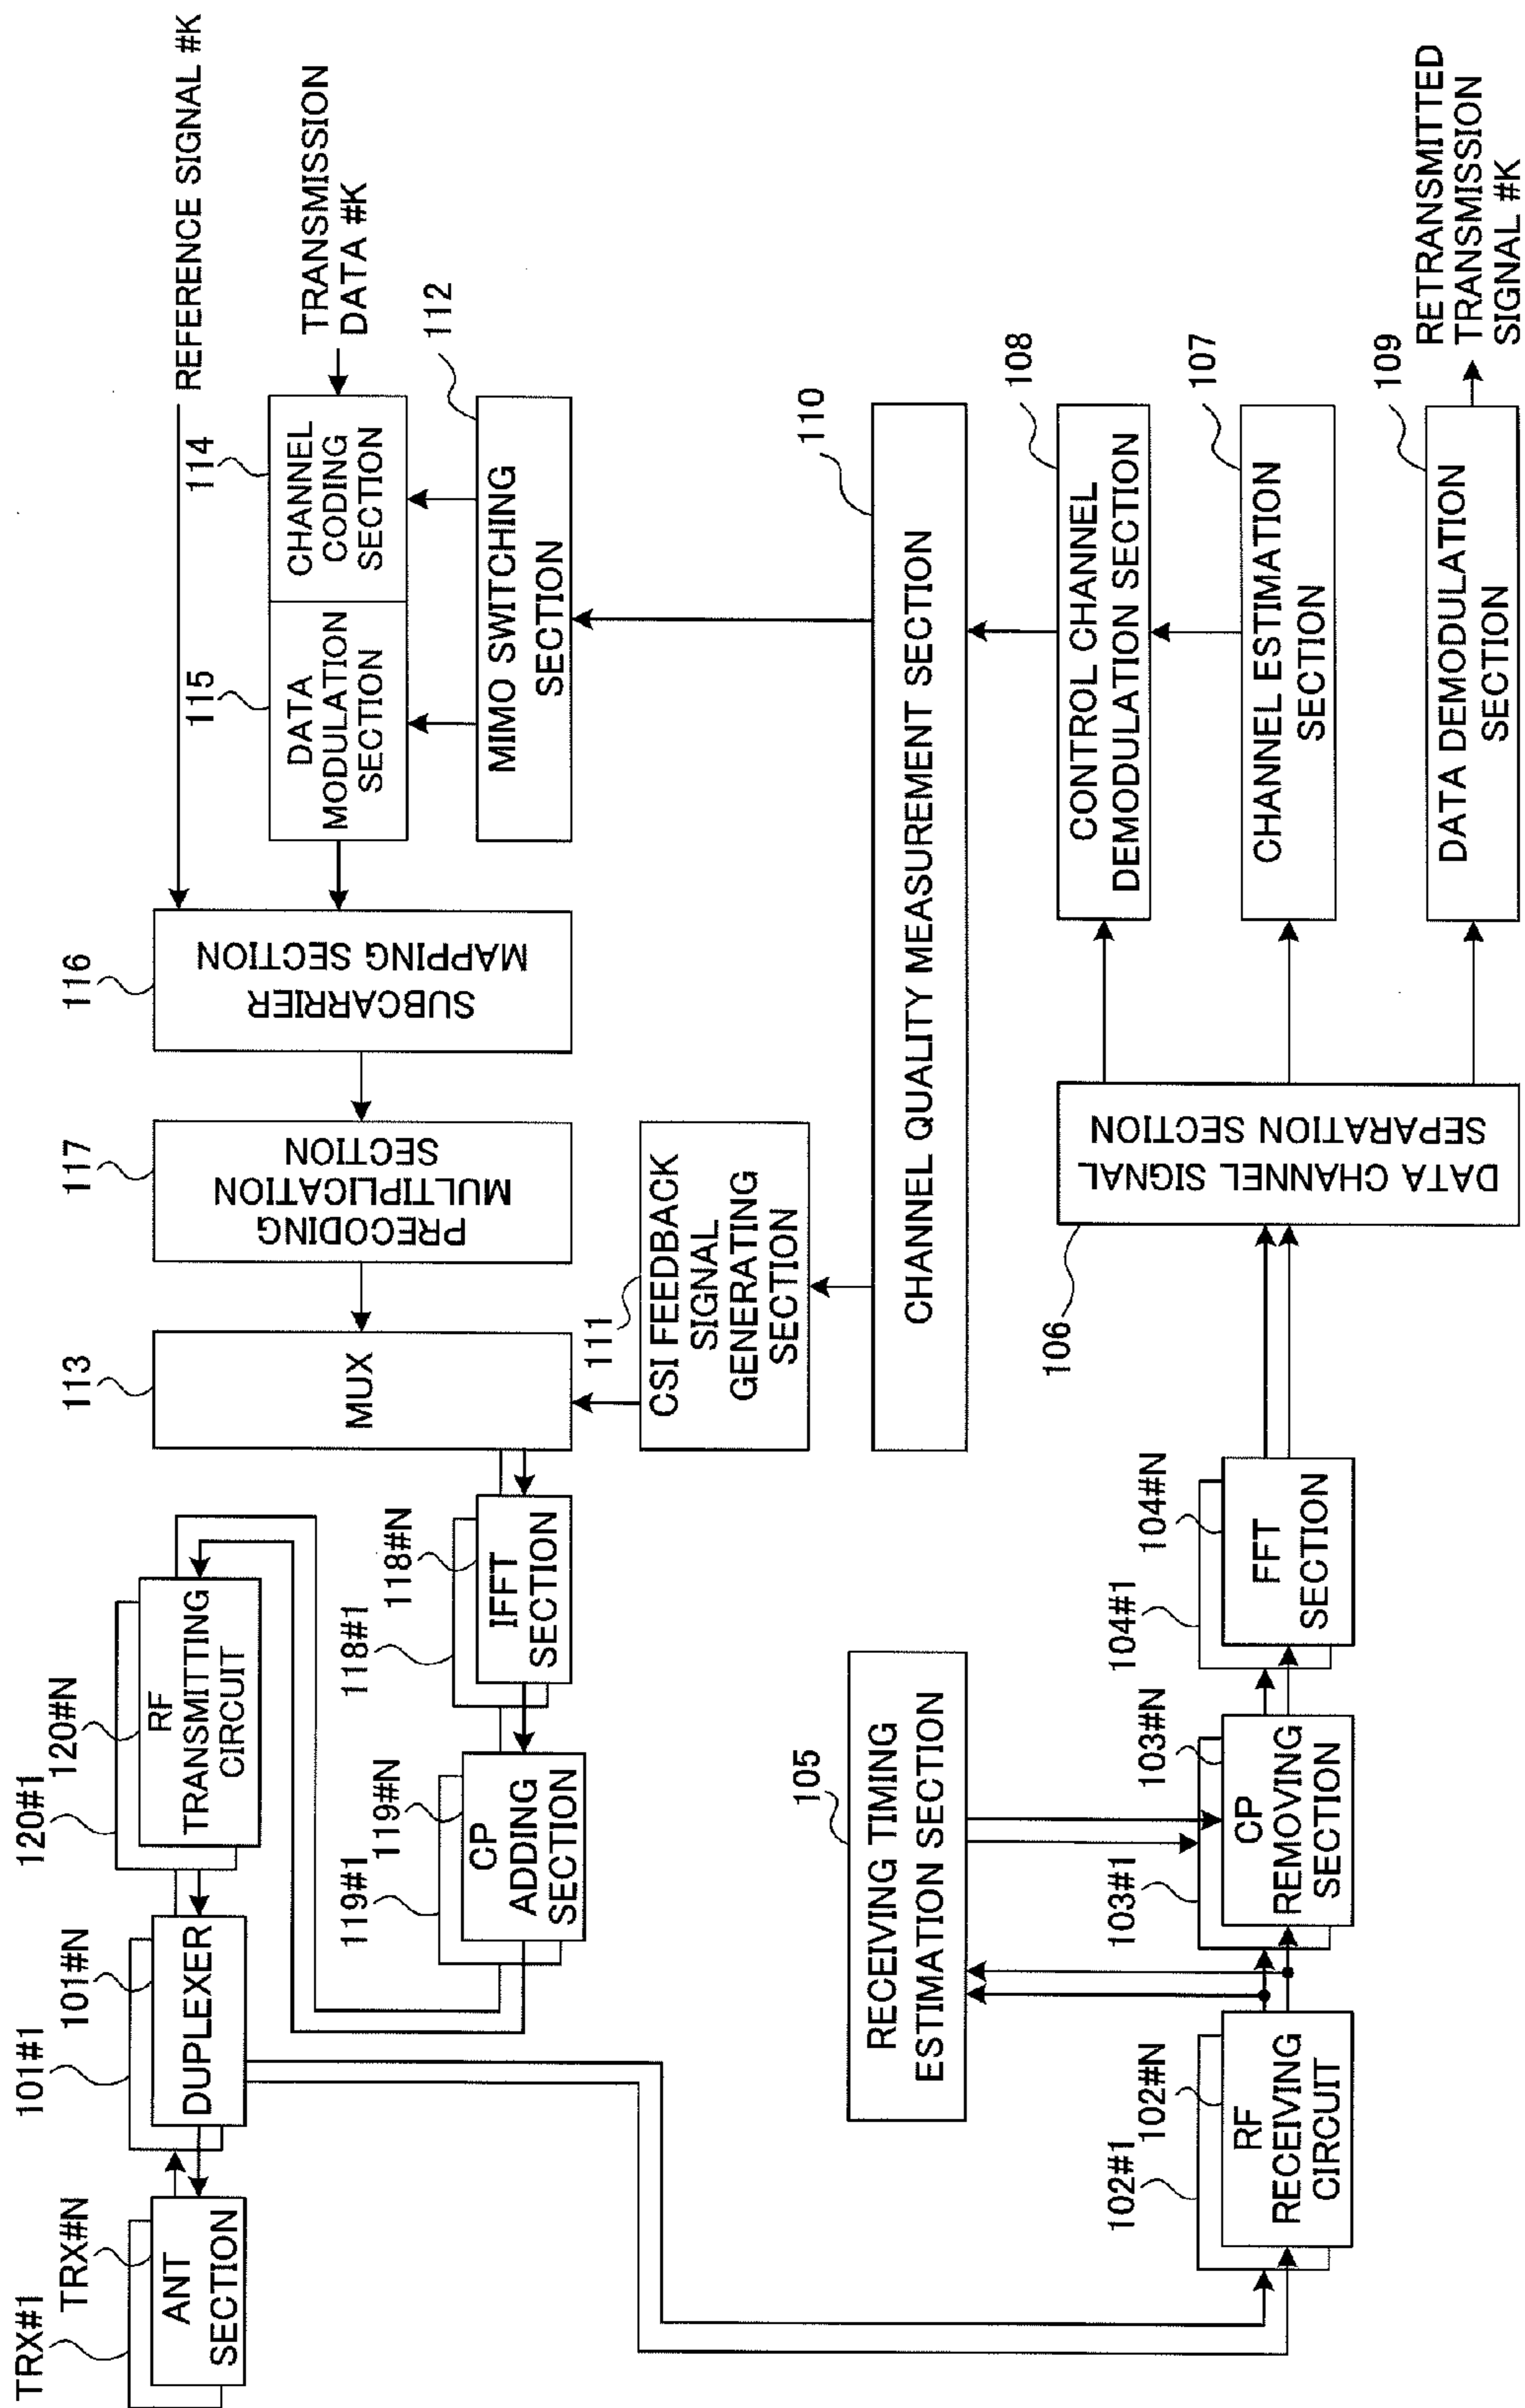 TRX#1
TRX#N
ANT
SECTION
101#1
101#N
DUPLEXER
120#1
120#N
RF
TRANSMITTING
CIRCUIT
119#1
119#N
CP
ADDING
SECTION
118#1
118#N
IFFT
SECTION
113
MUX
117
PRECODING
MULTIPLICATION
SECTION
116
SUBCARRIER
MAPPING SECTION
115
DATA
MODULATION
SECTION
114
CHANNEL
CODING
SECTION
REFERENCE SIGNAL #K
TRANSMISSION
DATA #K
112
MIMO SWITCHING
SECTION
111
CSI FEEDBACK
SIGNAL
GENERATING
SECTION
110
CHANNEL QUALITY MEASUREMENT SECTION
105
RECEIVING TIMING
ESTIMATION SECTION
102#1
102#N
RF
RECEIVING
CIRCUIT
103#1
103#N
CP
REMOVING
SECTION
104#1
104#N
FFT
SECTION
106
DATA CHANNEL SIGNAL
SEPARATION SECTION
108
CONTROL CHANNEL
DEMODULATION SECTION
107
CHANNEL ESTIMATION
SECTION
109
DATA DEMODULATION
SECTION
RETRANSMITTED
TRANSMISSION
SIGNAL #K